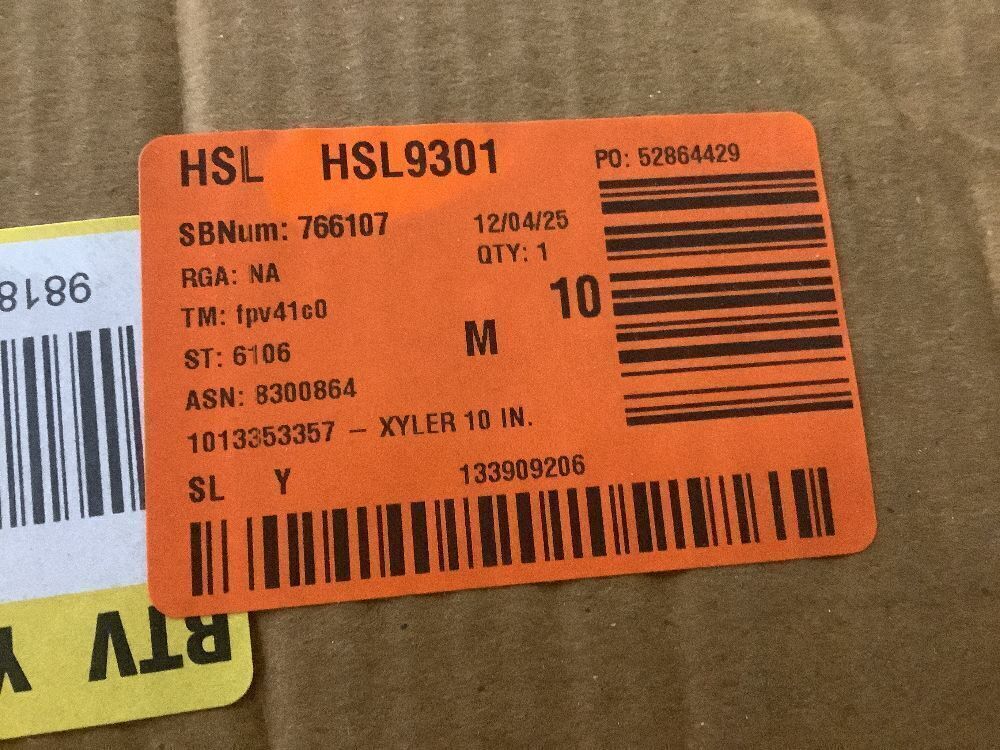 HSL HSL9301
PO: 52864429
SBNum: 766107
12/04/25
RGA: NA
QTY: 1
TM: fpv41c0
10
ST: 6106
M
ASN: 8300864
1013353357 – XYLER 10 IN.
SL Y
133909206
9818
RTV Y